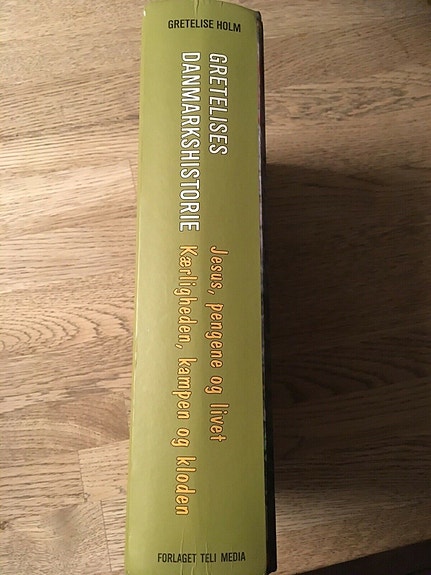 GRETELISE HOLM
GRETELISES
DANMARKSHISTORIE
Jesus, pengene og livet
Kærligheden, kampen og kloden
FORLAGET TELI MEDIA